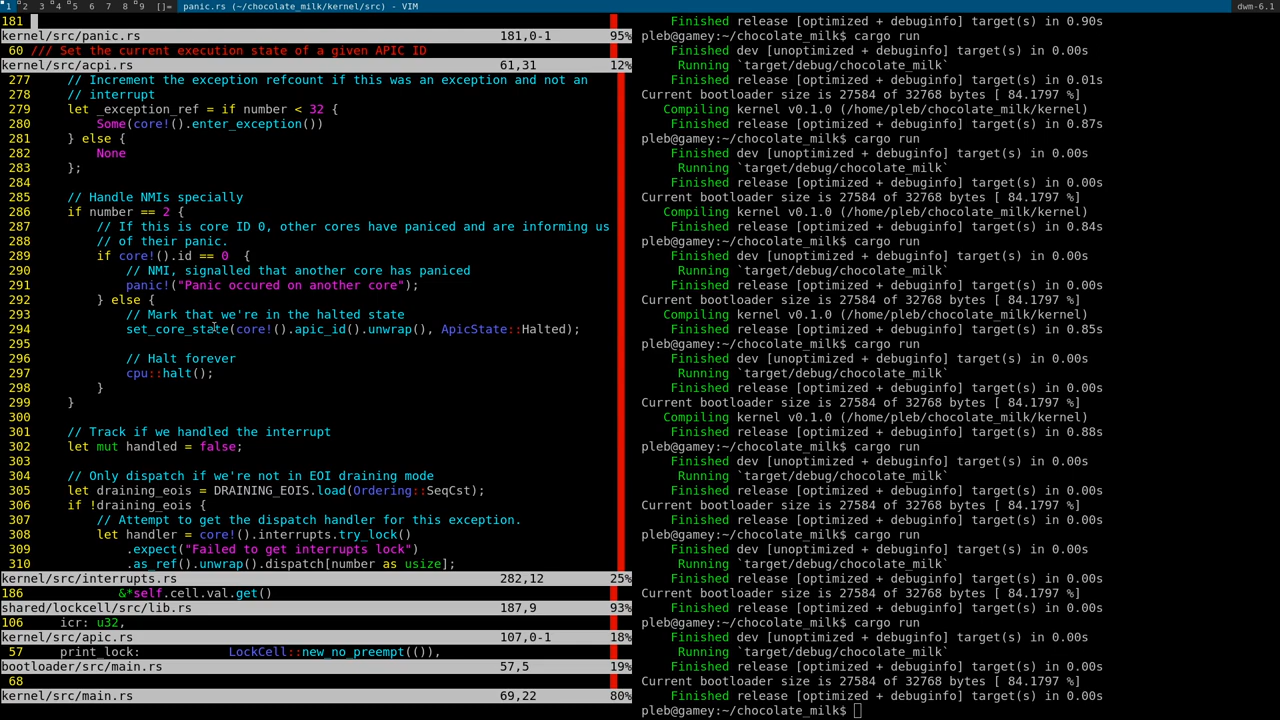 1 2 3 4 5 6 7 8 9 []= panic.rs (~/chocolate_milk/kernel/src) - VIM dwm-6.1
181
kernel/src/panic.rs 181,0-1 95%
60 /// Set the current execution state of a given APIC ID
kernel/src/acpi.rs 61,31 12%
277 // Increment the exception refcount if this was an exception and not an
278 // interrupt
279 let _exception_ref = if number < 32 {
280 Some(core!().enter_exception())
281 } else {
282 None
283 };
284
285 // Handle NMIs specially
286 if number == 2 {
287 // If this is core ID 0, other cores have paniced and are informing us
288 // of their panic.
289 if core!().id == 0  {
290 // NMI, signalled that another core has paniced
291 panic!("Panic occured on another core");
292 } else {
293 // Mark that we're in the halted state
294 set_core_state(core!().apic_id().unwrap(), ApicState::Halted);
295
296 // Halt forever
297 cpu::halt();
298 }
299 }
300
301 // Track if we handled the interrupt
302 let mut handled = false;
303
304 // Only dispatch if we're not in EOI draining mode
305 let draining_eois = DRAINING_EOIS.load(Ordering::SeqCst);
306 if !draining_eois {
307 // Attempt to get the dispatch handler for this exception.
308 let handler = core!().interrupts.try_lock()
309 .expect("Failed to get interrupts lock")
310 .as_ref().unwrap().dispatch[number as usize];
kernel/src/interrupts.rs 282,12 25%
186 &*self.cell.val.get()
shared/lockcell/src/lib.rs 187,9 93%
106 icr: u32,
kernel/src/apic.rs 107,0-1 18%
57 print_lock: LockCell::new_no_preempt(()),
bootloader/src/main.rs 57,5 19%
68
kernel/src/main.rs 69,22 80%
Finished release [optimized + debuginfo] target(s) in 0.90s
pleb@gamey:~/chocolate_milk$ cargo run
Finished dev [unoptimized + debuginfo] target(s) in 0.00s
Running `target/debug/chocolate_milk`
Finished release [optimized + debuginfo] target(s) in 0.01s
Current bootloader size is 27584 of 32768 bytes [ 84.1797 %]
Compiling kernel v0.1.0 (/home/pleb/chocolate_milk/kernel)
Finished release [optimized + debuginfo] target(s) in 0.87s
pleb@gamey:~/chocolate_milk$ cargo run
Finished dev [unoptimized + debuginfo] target(s) in 0.00s
Running `target/debug/chocolate_milk`
Finished release [optimized + debuginfo] target(s) in 0.00s
Current bootloader size is 27584 of 32768 bytes [ 84.1797 %]
Compiling kernel v0.1.0 (/home/pleb/chocolate_milk/kernel)
Finished release [optimized + debuginfo] target(s) in 0.84s
pleb@gamey:~/chocolate_milk$ cargo run
Finished dev [unoptimized + debuginfo] target(s) in 0.00s
Running `target/debug/chocolate_milk`
Finished release [optimized + debuginfo] target(s) in 0.00s
Current bootloader size is 27584 of 32768 bytes [ 84.1797 %]
Compiling kernel v0.1.0 (/home/pleb/chocolate_milk/kernel)
Finished release [optimized + debuginfo] target(s) in 0.85s
pleb@gamey:~/chocolate_milk$ cargo run
Finished dev [unoptimized + debuginfo] target(s) in 0.00s
Running `target/debug/chocolate_milk`
Finished release [optimized + debuginfo] target(s) in 0.00s
Current bootloader size is 27584 of 32768 bytes [ 84.1797 %]
Compiling kernel v0.1.0 (/home/pleb/chocolate_milk/kernel)
Finished release [optimized + debuginfo] target(s) in 0.88s
pleb@gamey:~/chocolate_milk$ cargo run
Finished dev [unoptimized + debuginfo] target(s) in 0.00s
Running `target/debug/chocolate_milk`
Finished release [optimized + debuginfo] target(s) in 0.00s
Current bootloader size is 27584 of 32768 bytes [ 84.1797 %]
Finished release [optimized + debuginfo] target(s) in 0.00s
pleb@gamey:~/chocolate_milk$ cargo run
Finished dev [unoptimized + debuginfo] target(s) in 0.00s
Running `target/debug/chocolate_milk`
Finished release [optimized + debuginfo] target(s) in 0.00s
Current bootloader size is 27584 of 32768 bytes [ 84.1797 %]
Finished release [optimized + debuginfo] target(s) in 0.00s
pleb@gamey:~/chocolate_milk$ cargo run
Finished dev [unoptimized + debuginfo] target(s) in 0.00s
Running `target/debug/chocolate_milk`
Finished release [optimized + debuginfo] target(s) in 0.00s
Current bootloader size is 27584 of 32768 bytes [ 84.1797 %]
Finished release [optimized + debuginfo] target(s) in 0.00s
pleb@gamey:~/chocolate_milk$